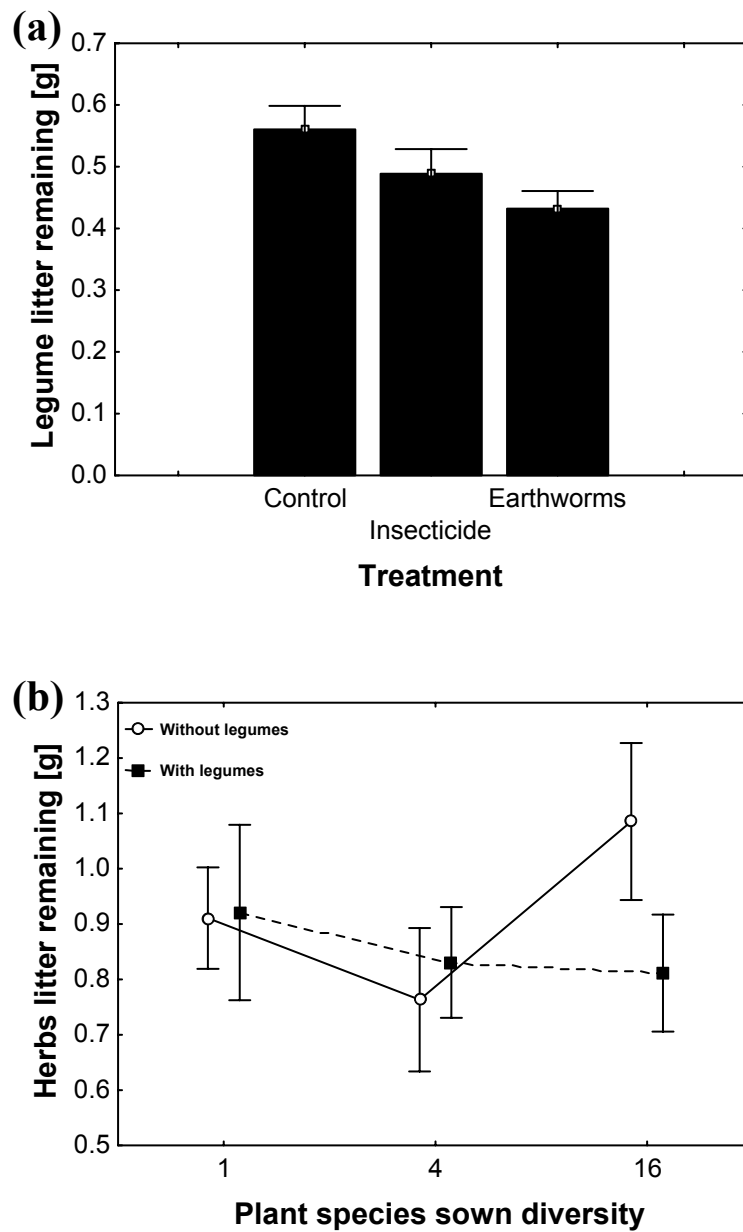 (a)
0.7
0.6
0.5
0.4
0.3
0.2
0.1
0.0
Legume litter remaining [g]
Control
Earthworms
Insecticide
Treatment
(b)
1.3
1.2
1.1
1.0
0.9
0.8
0.7
0.6
0.5
Herbs litter remaining [g]
Without legumes
With legumes
1
4
16
Plant species sown diversity